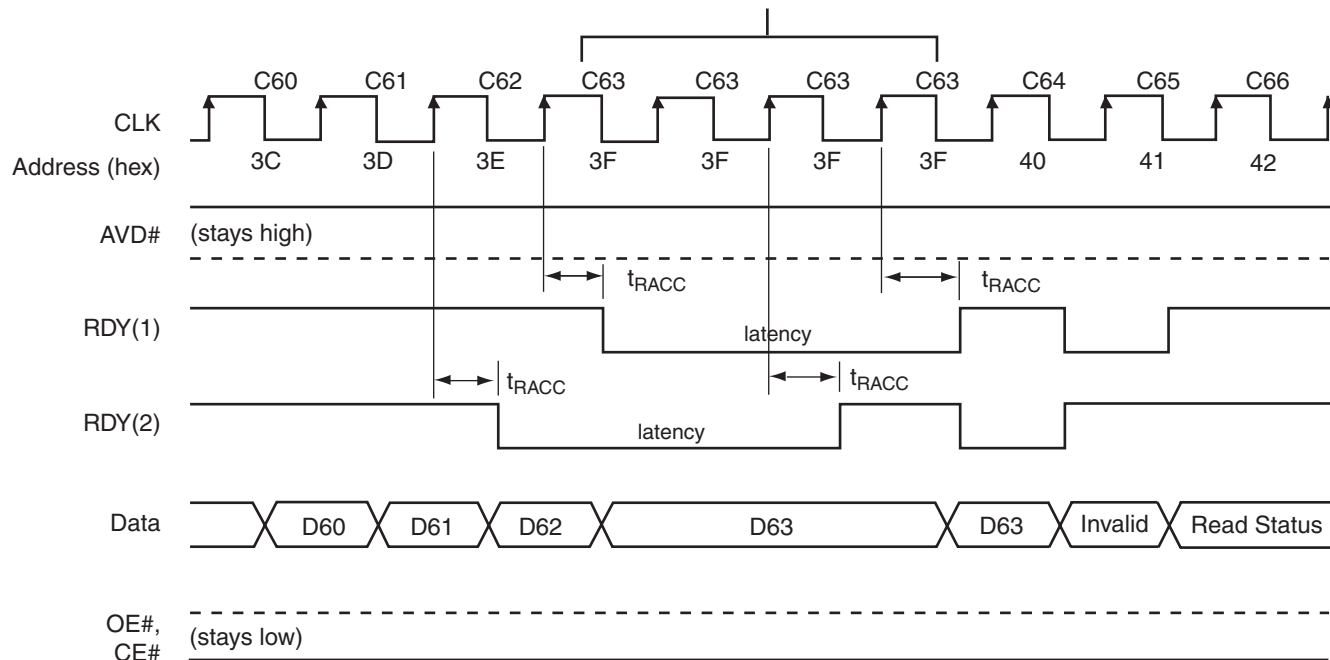 C60 C61 C62 C63 C63 C63 C63 C64 C65 C66
CLK
Address (hex) 3C 3D 3E 3F 3F 3F 3F 40 41 42
AVD# (stays high)
tRACC tRACC
RDY(1) latency
tRACC tRACC
RDY(2) latency
Data D60 D61 D62 D63 D63 Invalid Read Status
OE#,
CE# (stays low)